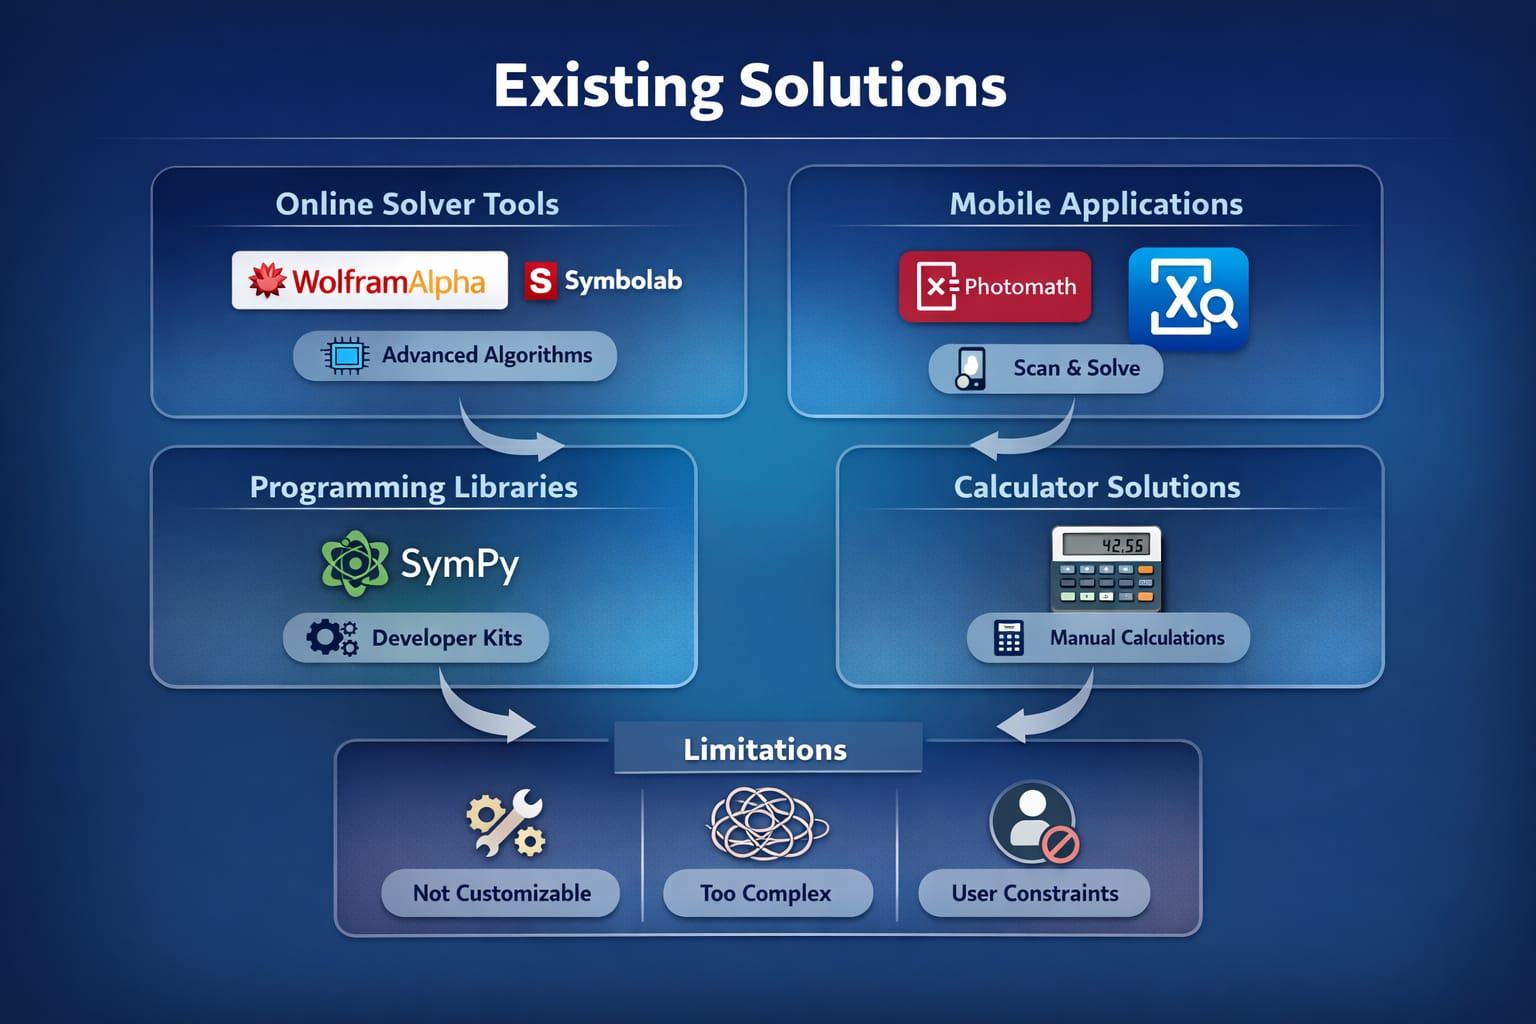 Existing Solutions
Online Solver Tools
WolframAlpha
S Symbolab
Advanced Algorithms
Mobile Applications
Photomath
X
Scan & Solve
Programming Libraries
SymPy
Developer Kits
Calculator Solutions
42.55
Manual Calculations
Limitations
Not Customizable
Too Complex
User Constraints